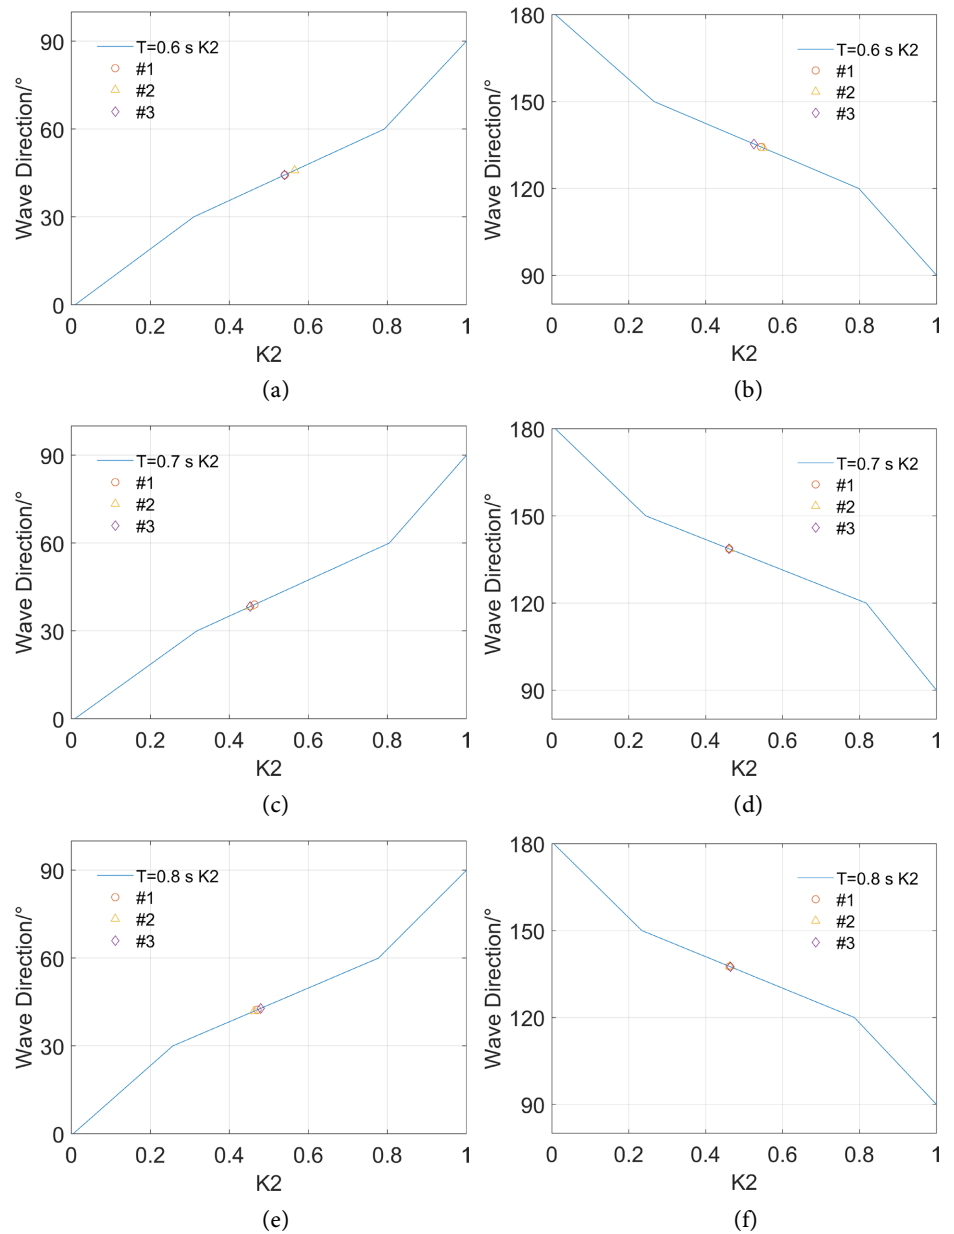 90
60
30
0
Wave Direction/°
T=0.6 s K2
#1
#2
#3
0 0.2 0.4 0.6 0.8 1
K2
(a)
180
150
120
90
Wave Direction/°
T=0.6 s K2
#1
#2
#3
0 0.2 0.4 0.6 0.8 1
K2
(b)
90
60
30
0
Wave Direction/°
T=0.7 s K2
#1
#2
#3
0 0.2 0.4 0.6 0.8 1
K2
(c)
180
150
120
90
Wave Direction/°
T=0.7 s K2
#1
#2
#3
0 0.2 0.4 0.6 0.8 1
K2
(d)
90
60
30
0
Wave Direction/°
T=0.8 s K2
#1
#2
#3
0 0.2 0.4 0.6 0.8 1
K2
(e)
180
150
120
90
Wave Direction/°
T=0.8 s K2
#1
#2
#3
0 0.2 0.4 0.6 0.8 1
K2
(f)